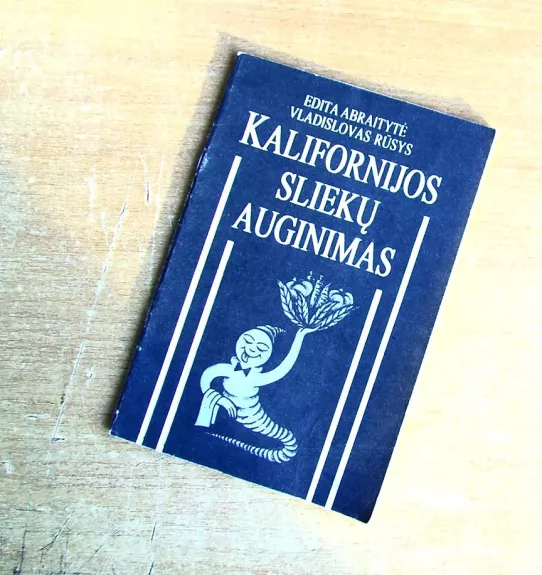 EDITA ABRAITYTĖ
VLADISLOVAS RŪSYS
KALIFORNIJOS
SLIEKŲ
AUGINIMAS